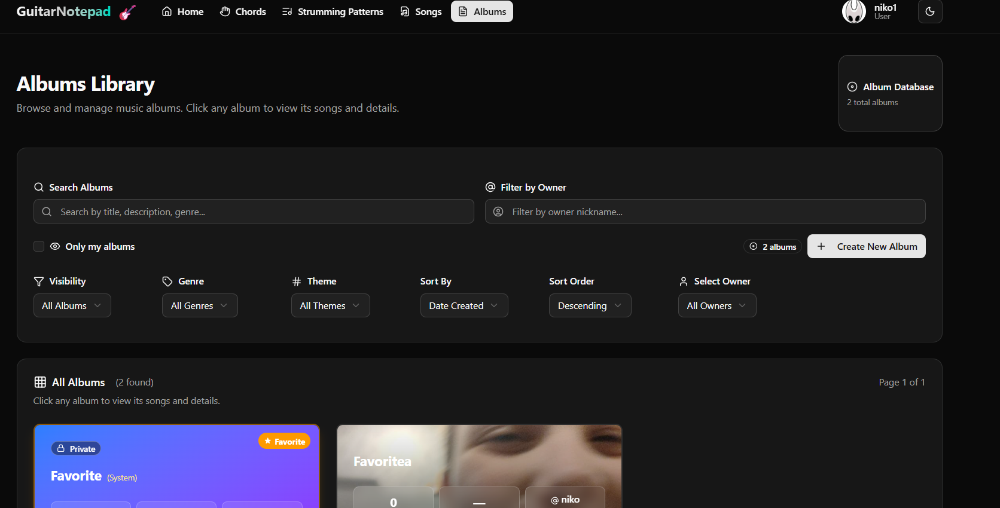 GuitarNotepad
Home
Chords
Strumming Patterns
Songs
Albums
niko1
User
Albums Library
Browse and manage music albums. Click any album to view its songs and details.
Album Database
2 total albums
Search Albums
Search by title, description, genre...
Filter by Owner
Filter by owner nickname...
Only my albums
2 albums
Create New Album
Visibility
All Albums
Genre
All Genres
Theme
All Themes
Sort By
Date Created
Sort Order
Descending
Select Owner
All Owners
All Albums (2 found)
Page 1 of 1
Click any album to view its songs and details.
Private
Favorite
Favorite (System)
Favoritea
0
—
@ niko